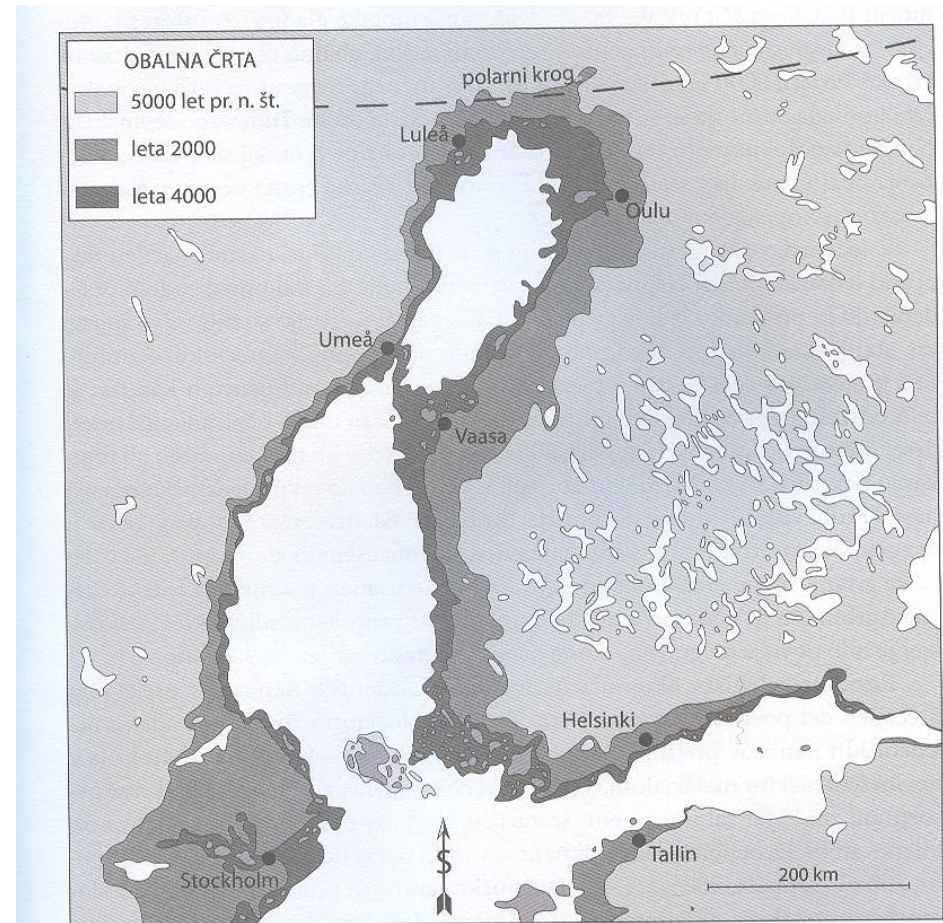 OBALNA ČRTA
5000 let pr. n. št.
leta 2000
leta 4000
polarni krog
Luleå
Oulu
Umeå
Vaasa
Helsinki
Stockholm
S
Tallin
200 km